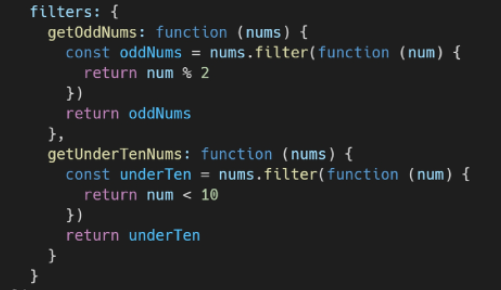 filters: {
getOddNums: function (nums) {
const oddNums = nums.filter(function (num) {
return num % 2
})
return oddNums
},
getUnderTenNums: function (nums) {
const underTen = nums.filter(function (num) {
return num < 10
})
return underTen
}
}